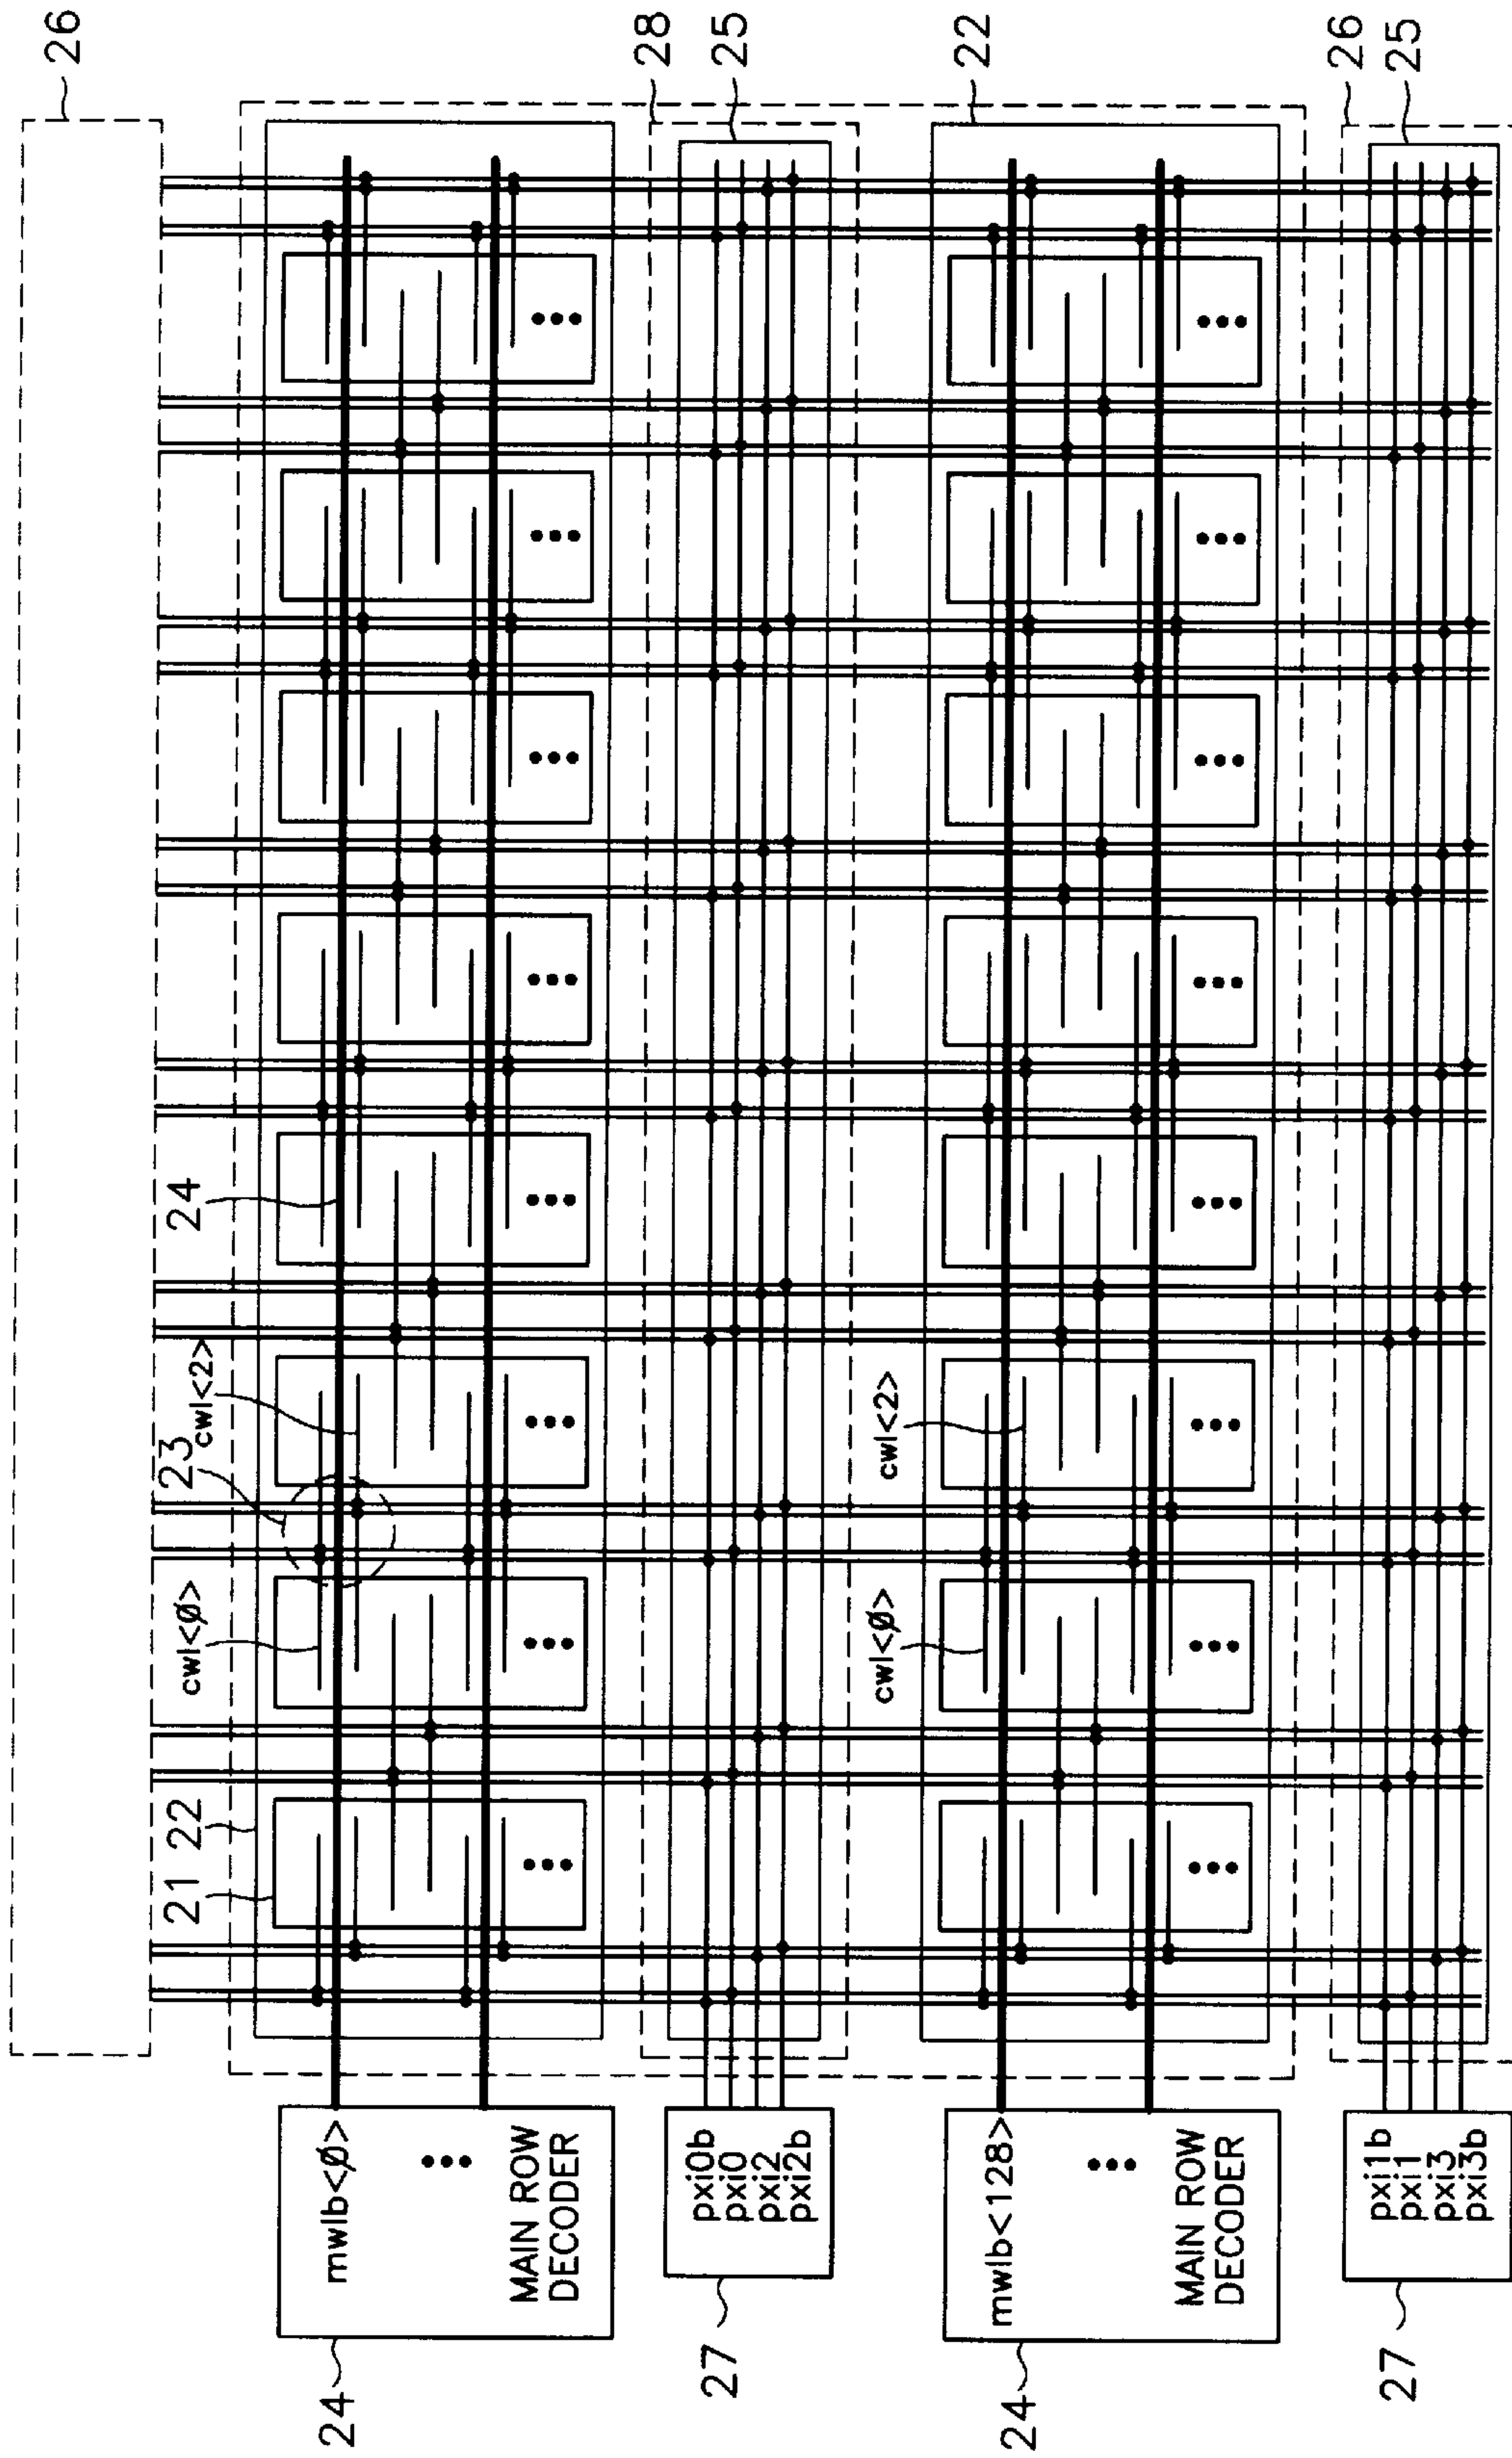 26
28
25
22
26
25
24
23
cwl<2>
cwl<Ø>
cwl<2>
cwl<Ø>
22
21
mwlb<Ø>
•••
MAIN ROW
DECODER
24
pxi0b
pxi0
pxi2
pxi2b
27
mwlb<128>
•••
MAIN ROW
DECODER
24
pxi1b
pxi1
pxi3
pxi3b
27